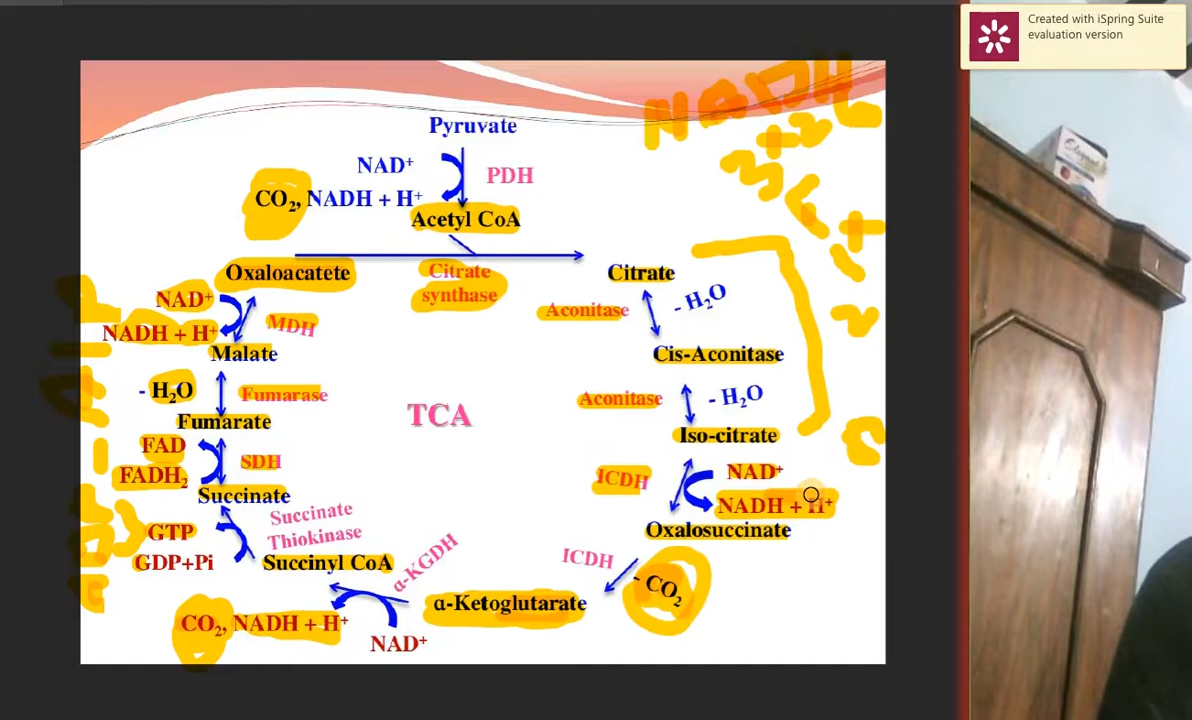 Created with iSpring Suite
evaluation version
Pyruvate
NAD⁺
PDH
CO₂, NADH + H⁺
Acetyl CoA
Oxaloacatete
Citrate
synthase
Citrate
NAD⁺
MDH
NADH + H⁺
Aconitase
- H₂O
Malate
Cis-Aconitase
- H₂O
Fumarase
Aconitase
- H₂O
TCA
Fumarate
Iso-citrate
FAD
SDH
FADH₂
ICDH
NAD⁺
NADH + H⁺
Succinate
Oxalosuccinate
GTP
Succinate
Thiokinase
GDP+Pi
Succinyl CoA
α-KGDH
ICDH
- CO₂
α-Ketoglutarate
CO₂, NADH + H⁺
NAD⁺
NADH